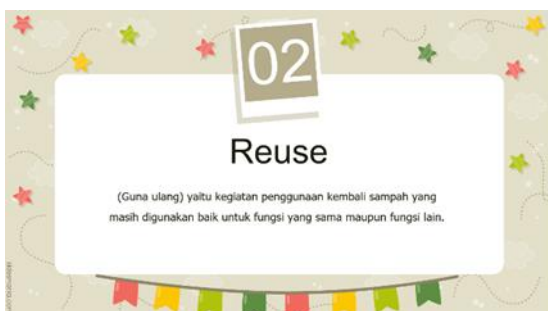 02
Reuse
(Guna ulang) yaitu kegiatan penggunaan kembali sampah yang
masih digunakan baik untuk fungsi yang sama maupun fungsi lain.